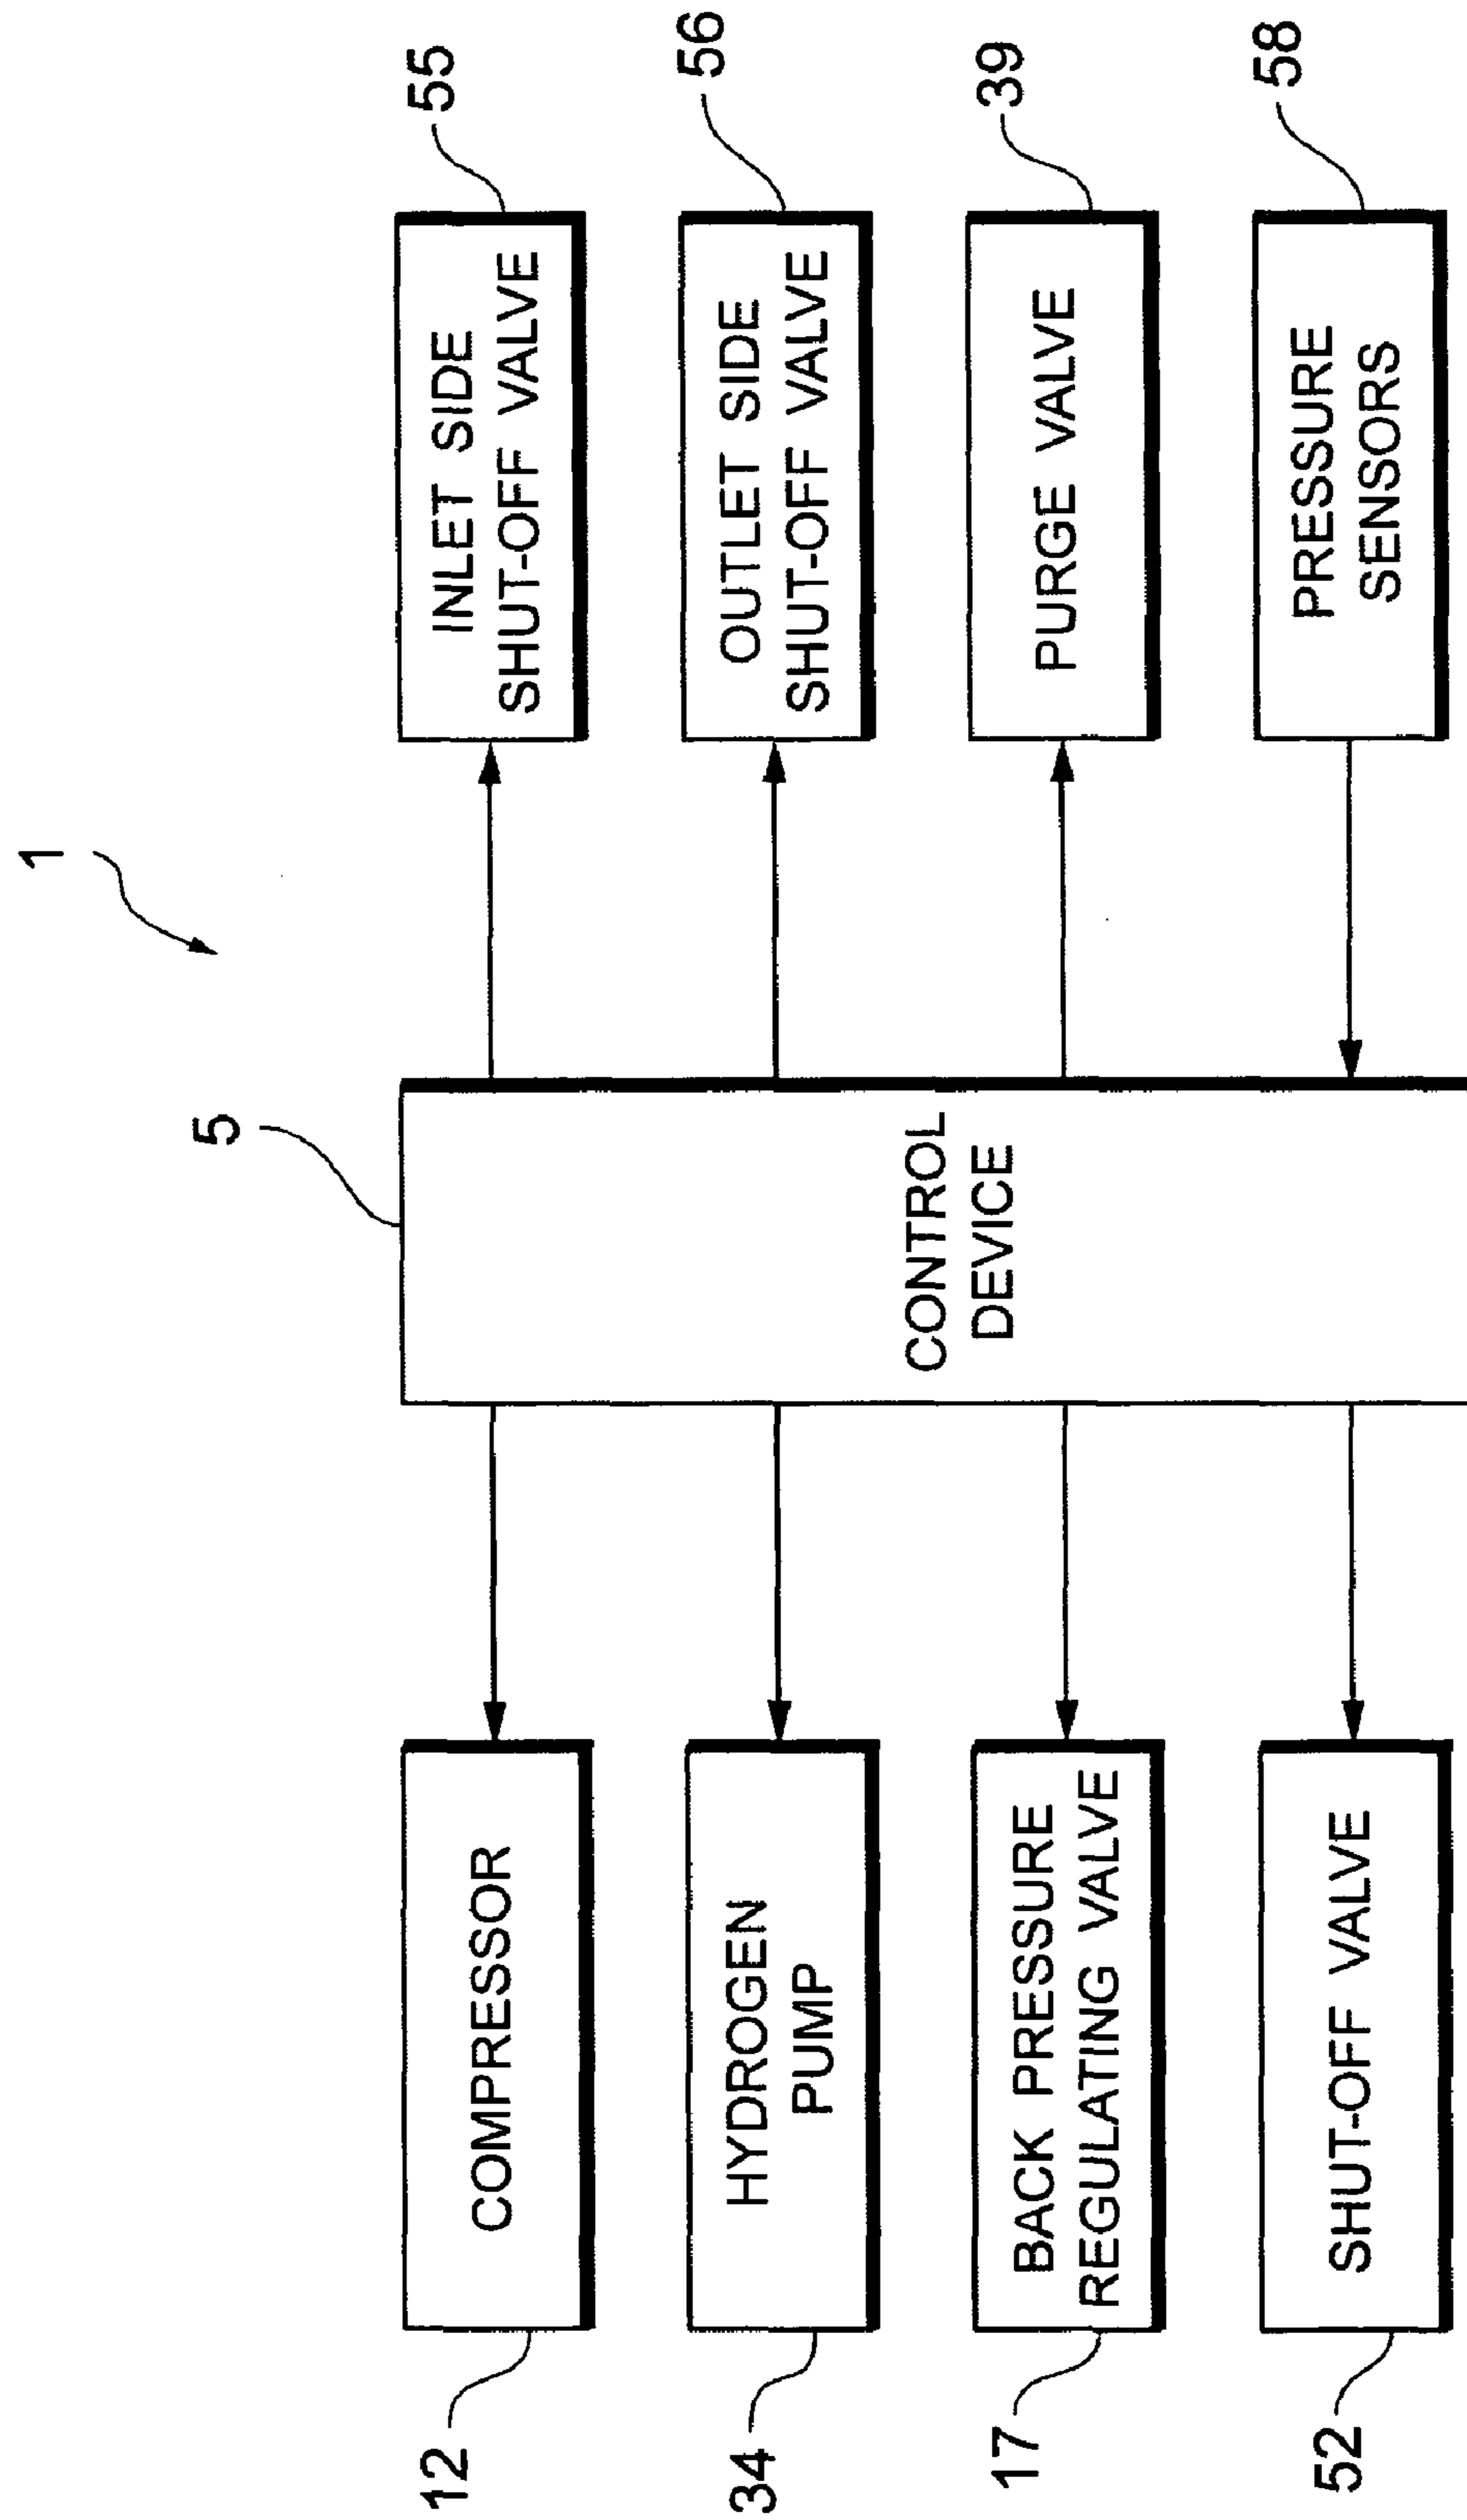 1
5
12
COMPRESSOR
34
HYDROGEN
PUMP
17
BACK PRESSURE
REGULATING VALVE
52
SHUT-OFF VALVE
CONTROL
DEVICE
INLET SIDE
SHUT-OFF VALVE
55
OUTLET SIDE
SHUT-OFF VALVE
56
PURGE VALVE
39
PRESSURE
SENSORS
58